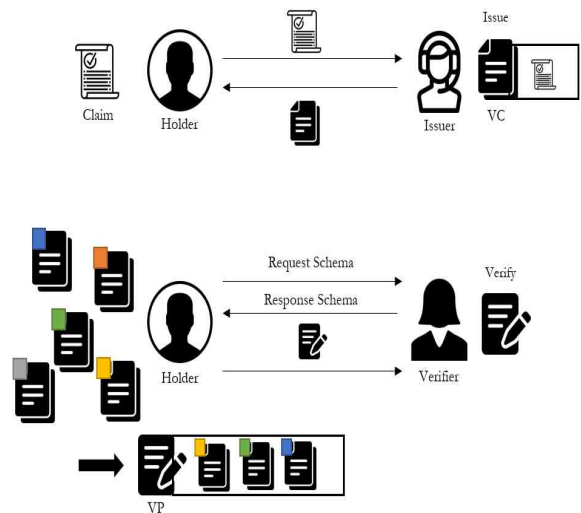 Issue
Claim
Holder
Issuer
VC
Request Schema
Verify
Response Schema
Holder
Verifier
VP